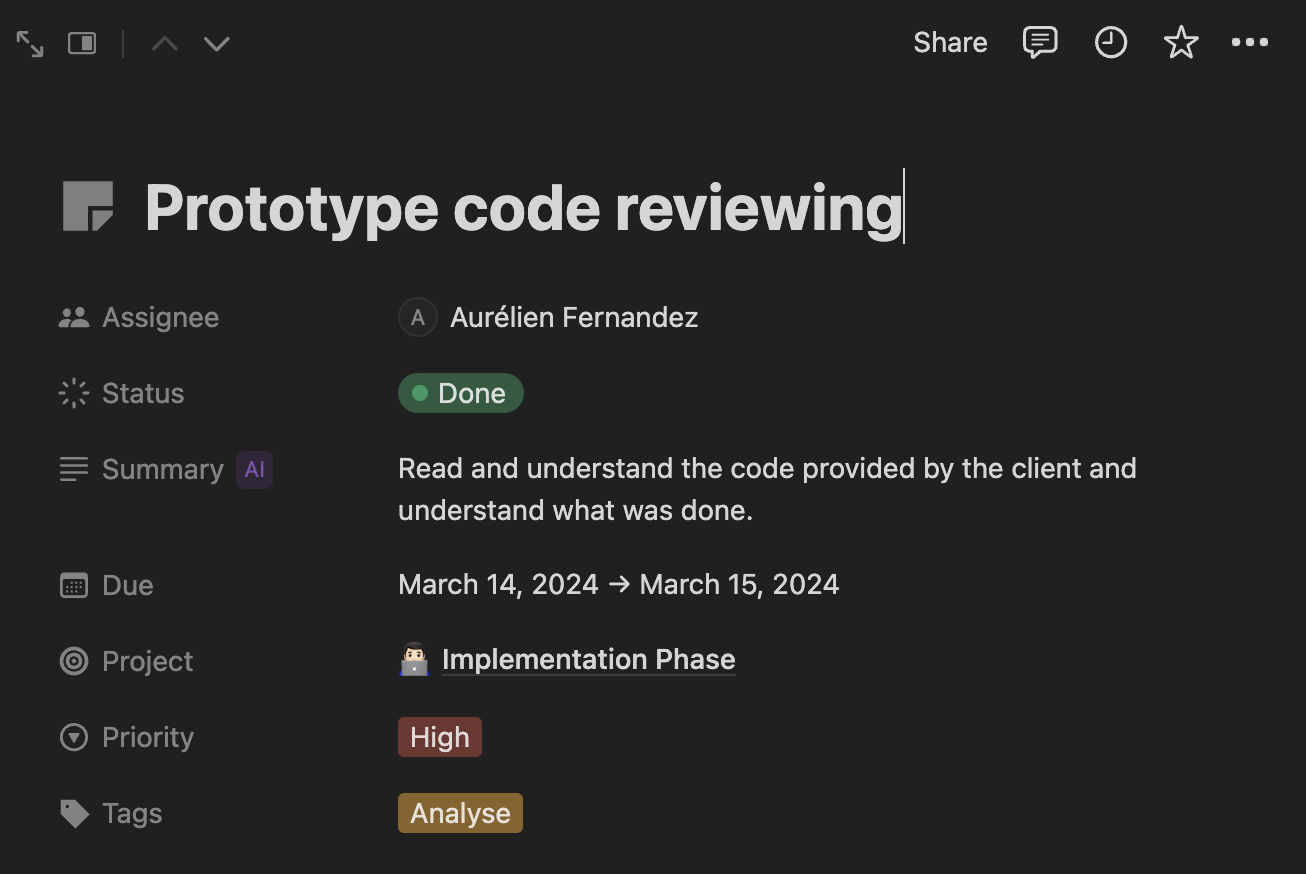 Share
Prototype code reviewing
Assignee
A Aurélien Fernandez
Status
Done
Summary AI
Read and understand the code provided by the client and
understand what was done.
Due
March 14, 2024 → March 15, 2024
Project
Implementation Phase
Priority
High
Tags
Analyse